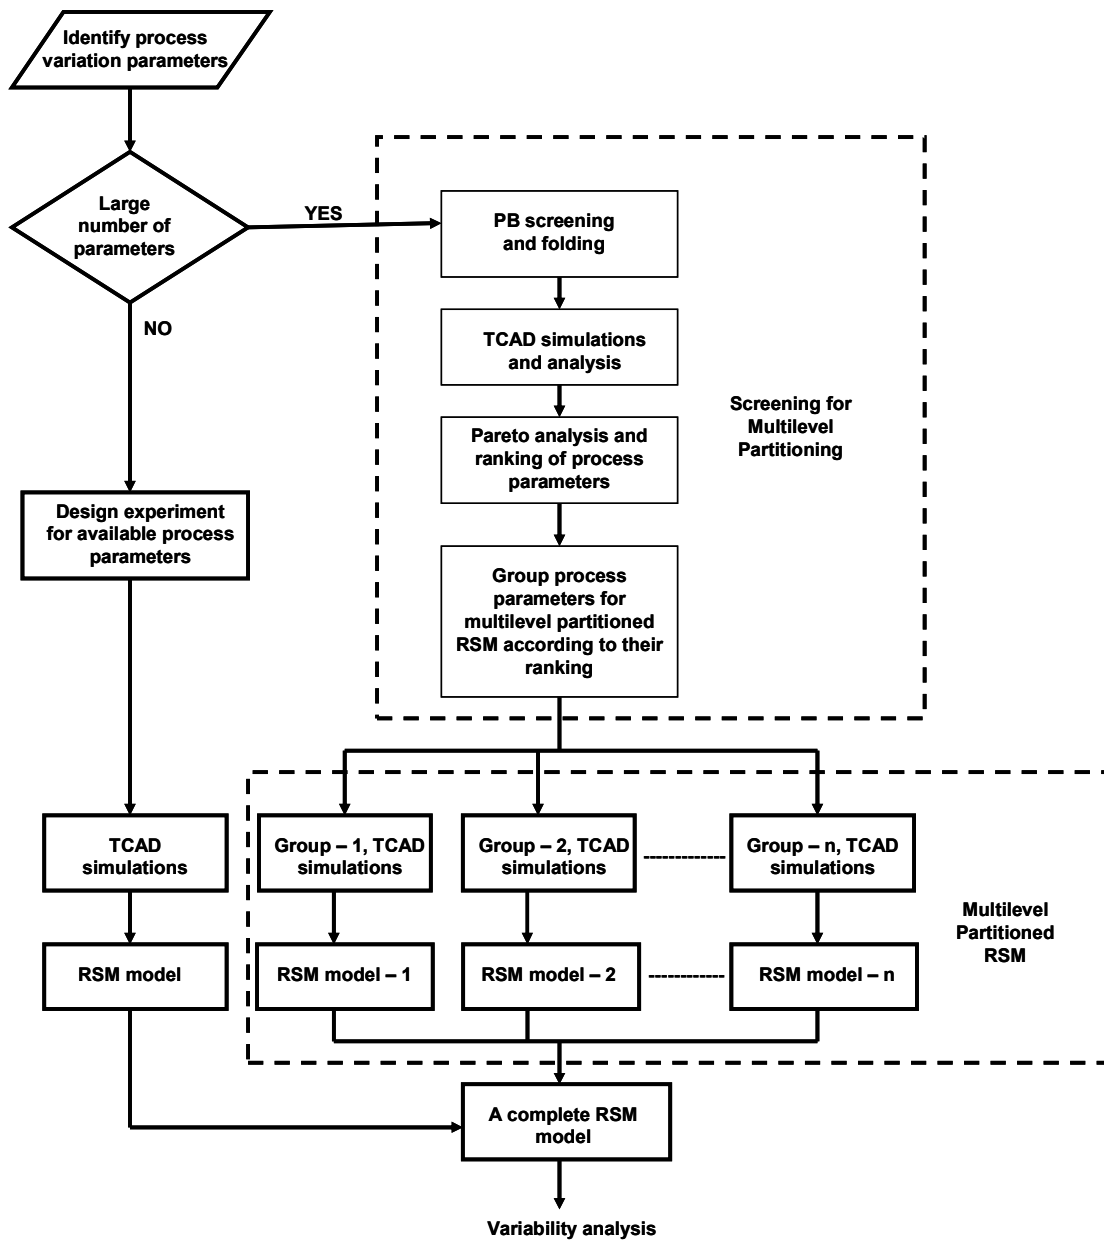 Identify process
variation parameters
Large
number of
parameters
YES
NO
PB screening
and folding
TCAD simulations
and analysis
Pareto analysis and
ranking of process
parameters
Group process
parameters for
multilevel partitioned
RSM according to their
ranking
Screening for
Multilevel
Partitioning
Design experiment
for available process
parameters
TCAD
simulations
Group – 1, TCAD
simulations
Group – 2, TCAD
simulations
Group – n, TCAD
simulations
RSM model
RSM model – 1
RSM model – 2
RSM model – n
Multilevel
Partitioned
RSM
A complete RSM
model
Variability analysis